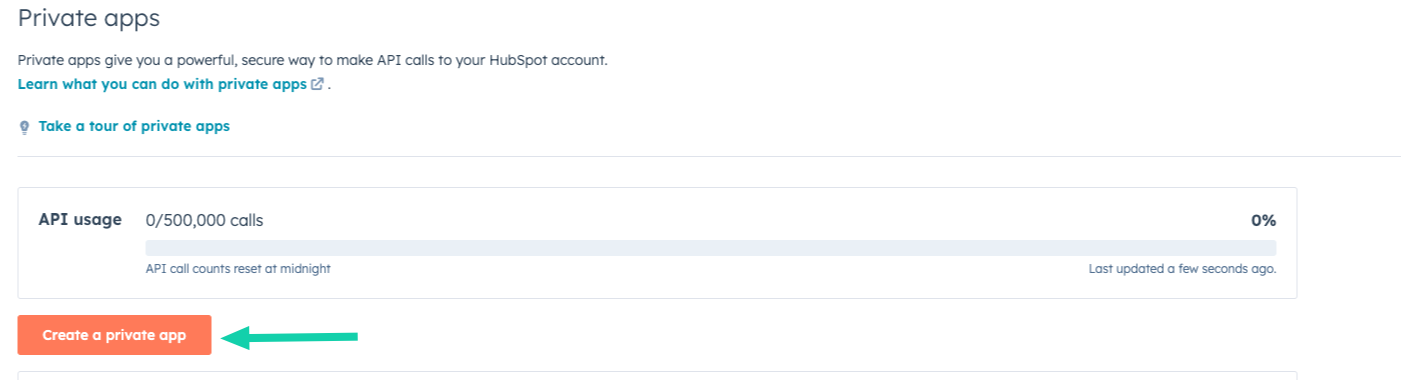 Private apps
Private apps give you a powerful, secure way to make API calls to your HubSpot account.
Learn what you can do with private apps .
Take a tour of private apps
API usage 0/500,000 calls 0%
API call counts reset at midnight Last updated a few seconds ago.
Create a private app